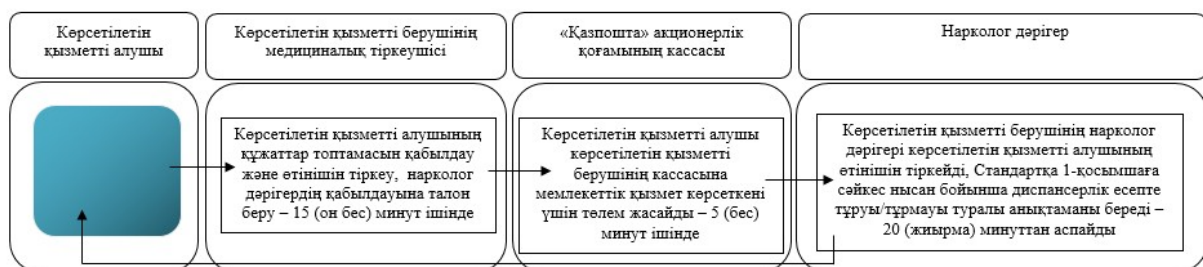 Көрсетілетін
қызметті алушы
Көрсетілетін қызметті берушінің
медициналық тіркеушісі
«Қазпошта» акционерлік
қоғамының кассасы
Нарколог дәрігер
Көрсетілетін қызметті алушының
құжаттар топтамасын қабылдау
және өтінішін тіркеу, нарколог
дәрігердің қабылдауына талон
беру – 15 (он бес) минут ішінде
Көрсетілетін қызметті алушы
көрсетілетін қызметті
берушінің кассасына
мемлекеттік қызмет көрсеткені
үшін төлем жасайды – 5 (бес)
минут ішінде
Көрсетілетін қызметті берушінің нарколог
дәрігері көрсетілетін қызметті алушының
өтінішін тіркейді, Стандартқа 1-қосымшаға
сәйкес нысан бойынша диспансерлік есепте
тұруы/тұрмауы туралы анықтаманы береді –
20 (жиырма) минуттан аспайды